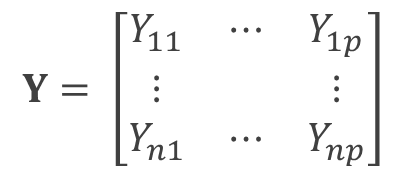 Y₁₁ ⋯ Y₁ₚ
𝐘 = ⋮ ⋮
Yₙ₁ ⋯ Yₙₚ